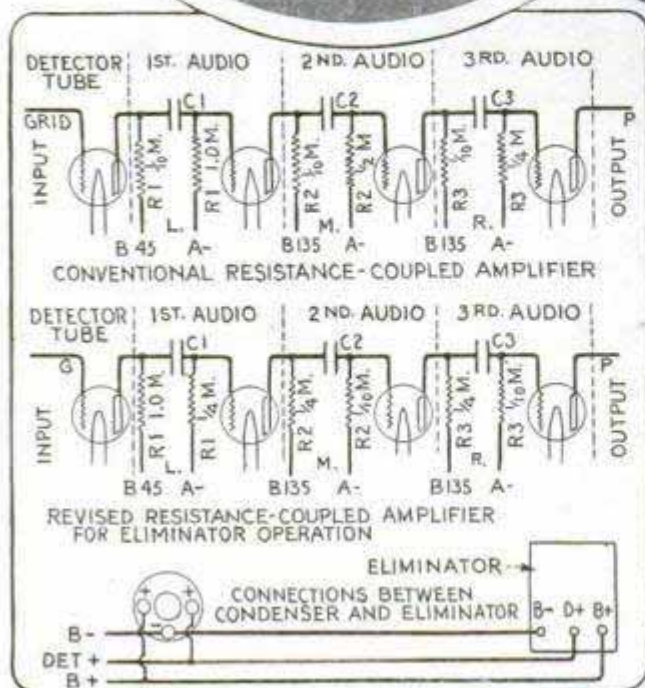 DETECTOR TUBE
1ST. AUDIO
2ND. AUDIO
3RD. AUDIO
GRID
C1
C2
C3
P
INPUT
R1 1/10 M.
R1 1.0 M.
R2 1/10 M.
R2 1/2 M
R3 1/10 M.
R3 1/4 M
OUTPUT
L.
M.
R.
B 45 A-
B135 A-
B135 A-
CONVENTIONAL RESISTANCE-COUPLED AMPLIFIER
DETECTOR TUBE
1ST. AUDIO
2ND. AUDIO
3RD. AUDIO
G
C1
C2
C3
P
INPUT
R1 1.0 M.
R1 1/4 M.
R2 1/4 M.
R2 1/10 M.
R3 1/4 M.
R3 1/10 M.
OUTPUT
L.
M.
R.
B45 A-
B135 A-
B135 A-
REVISED RESISTANCE-COUPLED AMPLIFIER
FOR ELIMINATOR OPERATION
ELIMINATOR
+ +
-
CONNECTIONS BETWEEN
CONDENSER AND ELIMINATOR
B- D+ B+
B-
DET +
B +